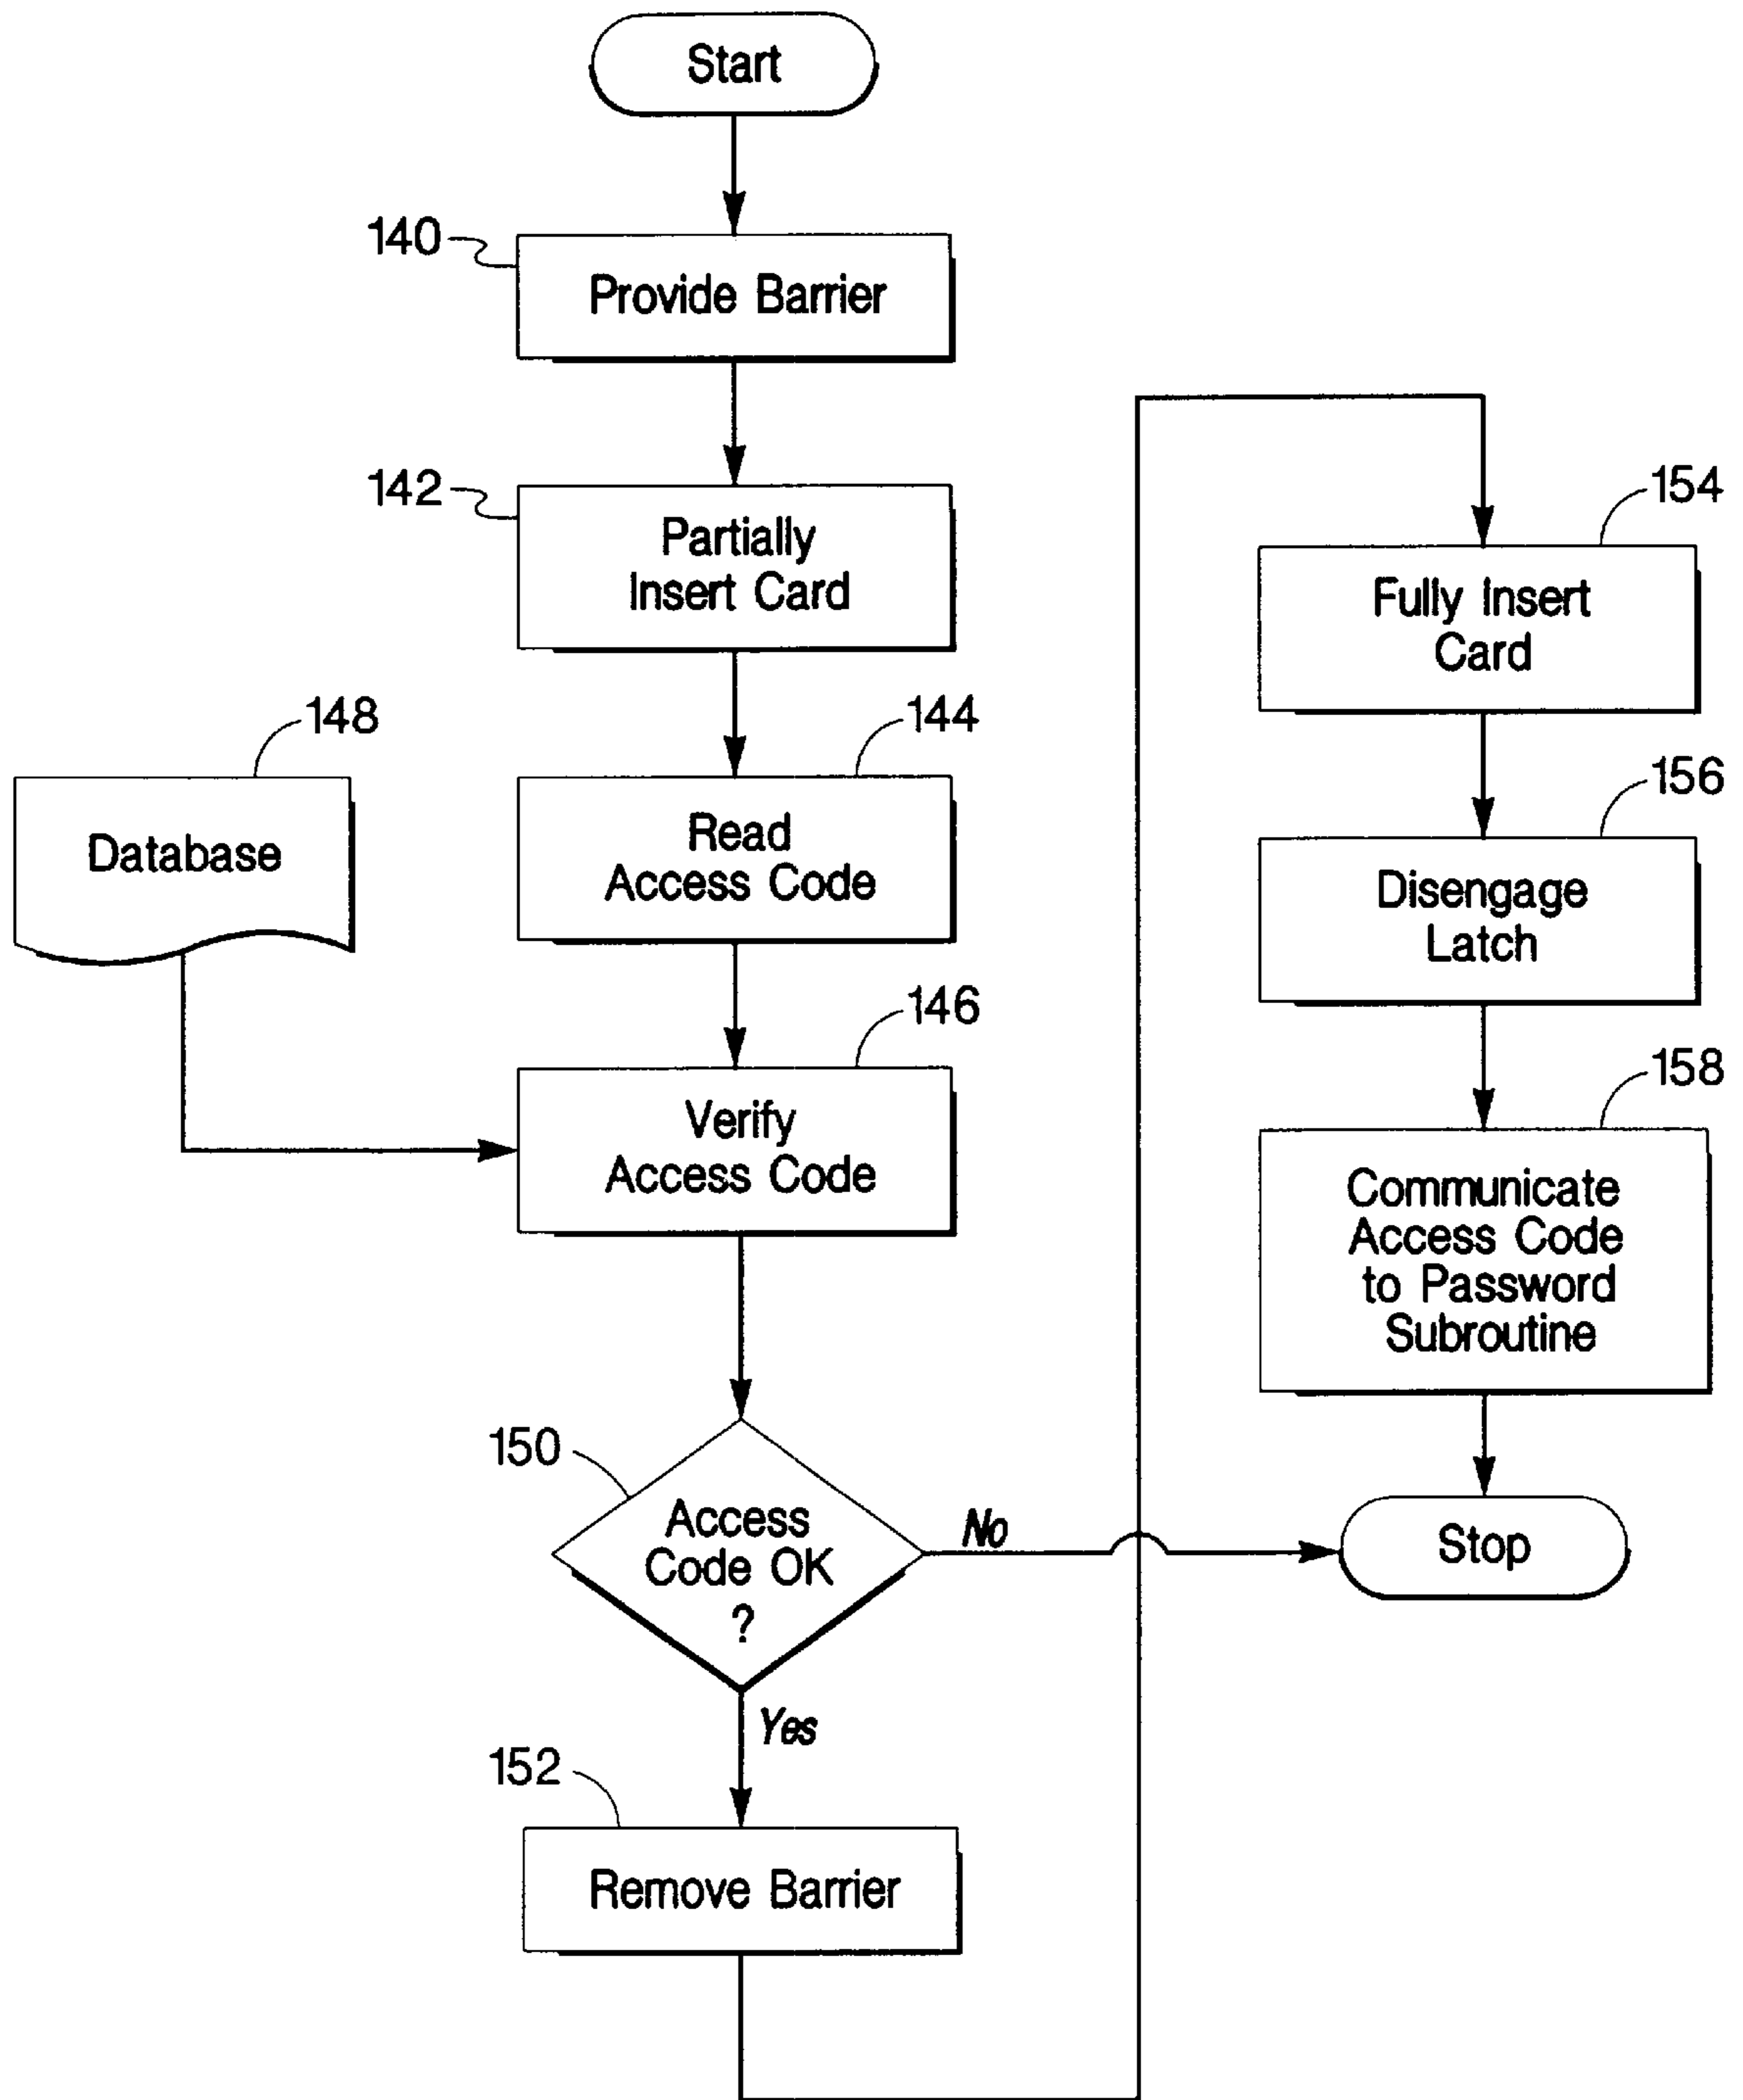 Start
140
Provide Barrier
142
Partially
Insert Card
144
Read
Access Code
148
Database
146
Verify
Access Code
150
Access
Code OK
?
No
Yes
152
Remove Barrier
154
Fully Insert
Card
156
Disengage
Latch
158
Communicate
Access Code
to Password
Subroutine
Stop